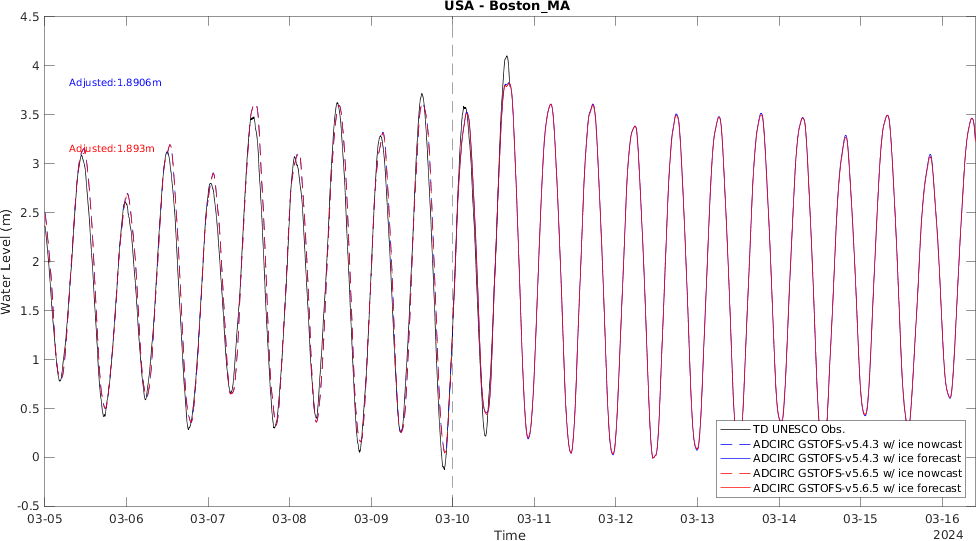 USA - Boston_MA
4.5
4
3.5
3
2.5
2
1.5
1
0.5
0
-0.5
Water Level (m)
Adjusted:1.8906m
Adjusted:1.893m
TD UNESCO Obs.
ADCIRC GSTOFS-v5.4.3 w/ ice nowcast
ADCIRC GSTOFS-v5.4.3 w/ ice forecast
ADCIRC GSTOFS-v5.6.5 w/ ice nowcast
ADCIRC GSTOFS-v5.6.5 w/ ice forecast
03-05 03-06 03-07 03-08 03-09 03-10 03-11 03-12 03-13 03-14 03-15 03-16
Time
2024